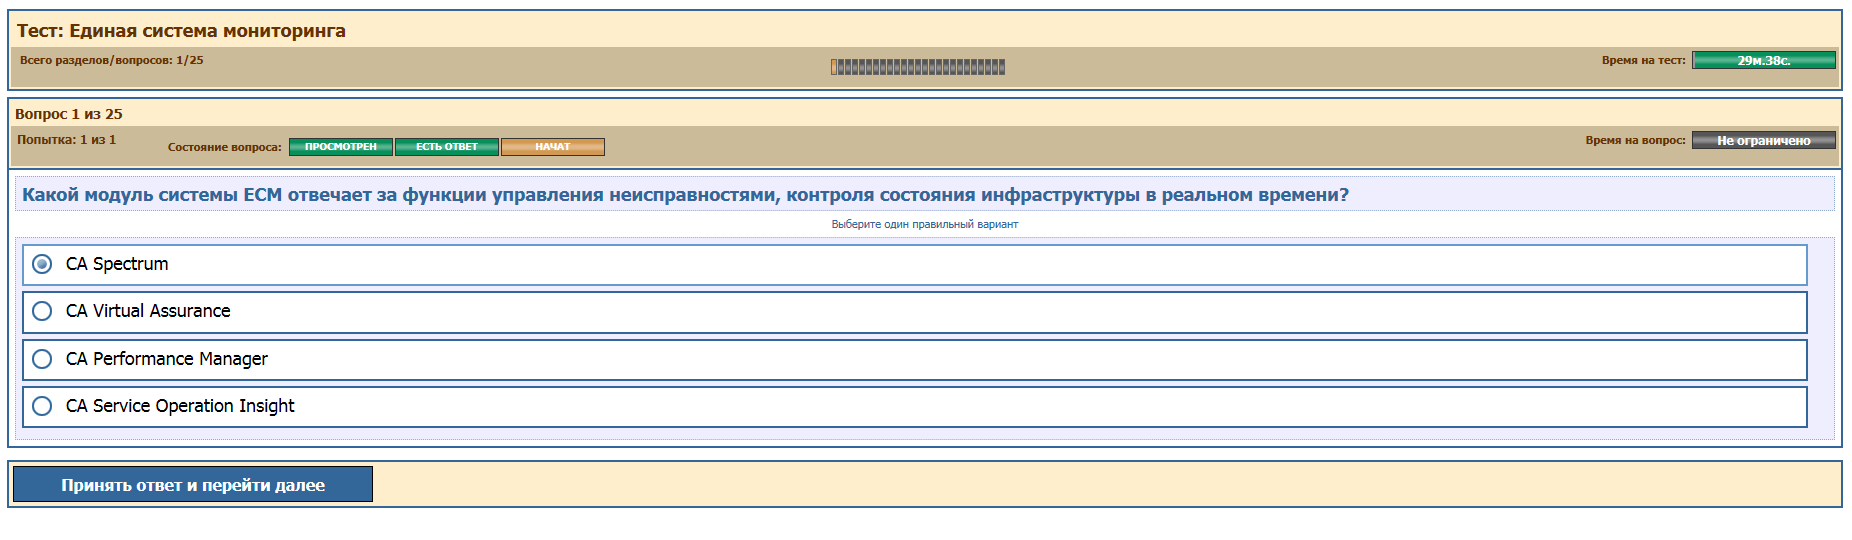 Тест: Единая система мониторинга
Всего разделов/вопросов: 1/25
Время на тест: 29м.38с.
Вопрос 1 из 25
Попытка: 1 из 1 Состояние вопроса: ПРОСМОТРЕН ЕСТЬ ОТВЕТ НАЧАТ
Время на вопрос: Не ограничено
Какой модуль системы ЕСМ отвечает за функции управления неисправностями, контроля состояния инфраструктуры в реальном времени?
Выберите один правильный вариант
CA Spectrum
CA Virtual Assurance
CA Performance Manager
CA Service Operation Insight
Принять ответ и перейти далее